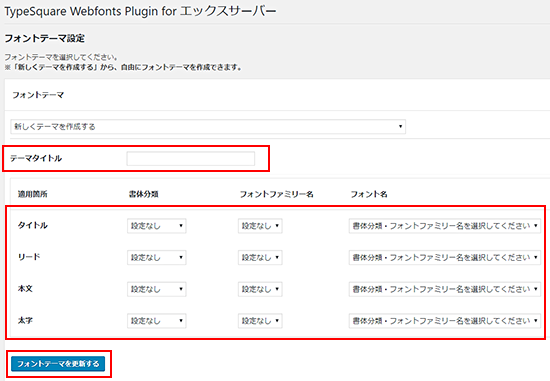 TypeSquare Webfonts Plugin for エックスサーバー
フォントテーマ設定
フォントテーマを選択してください。
※「新しくテーマを作成する」から、自由にフォントテーマを作成できます。
フォントテーマ
新しくテーマを作成する
テーマタイトル
適用箇所 書体分類 フォントファミリー名 フォント名
タイトル 設定なし 設定なし 書体分類・フォントファミリー名を選択してください
リード 設定なし 設定なし 書体分類・フォントファミリー名を選択してください
本文 設定なし 設定なし 書体分類・フォントファミリー名を選択してください
太字 設定なし 設定なし 書体分類・フォントファミリー名を選択してください
フォントテーマを更新する